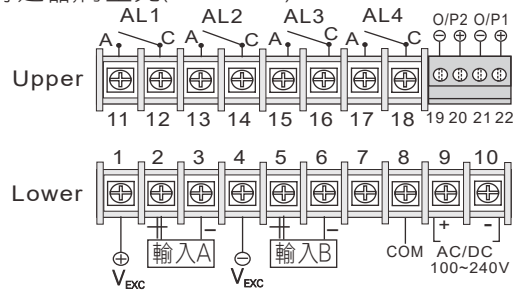 AL1 AL2 AL3 AL4 O/P2 O/P1
A C A C A C A C ⊖ ⊕ ⊖ ⊕
Upper
11 12 13 14 15 16 17 18 19 20 21 22
1 2 3 4 5 6 7 8 9 10
Lower
+ - + - + -
⊕ 輸入A ⊖ 輸入B COM AC/DC
VEXC VEXC 100~240V